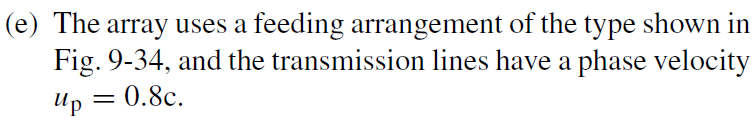 (e) The array uses a feeding arrangement of the type shown in
Fig. 9-34, and the transmission lines have a phase velocity
uₚ = 0.8c.